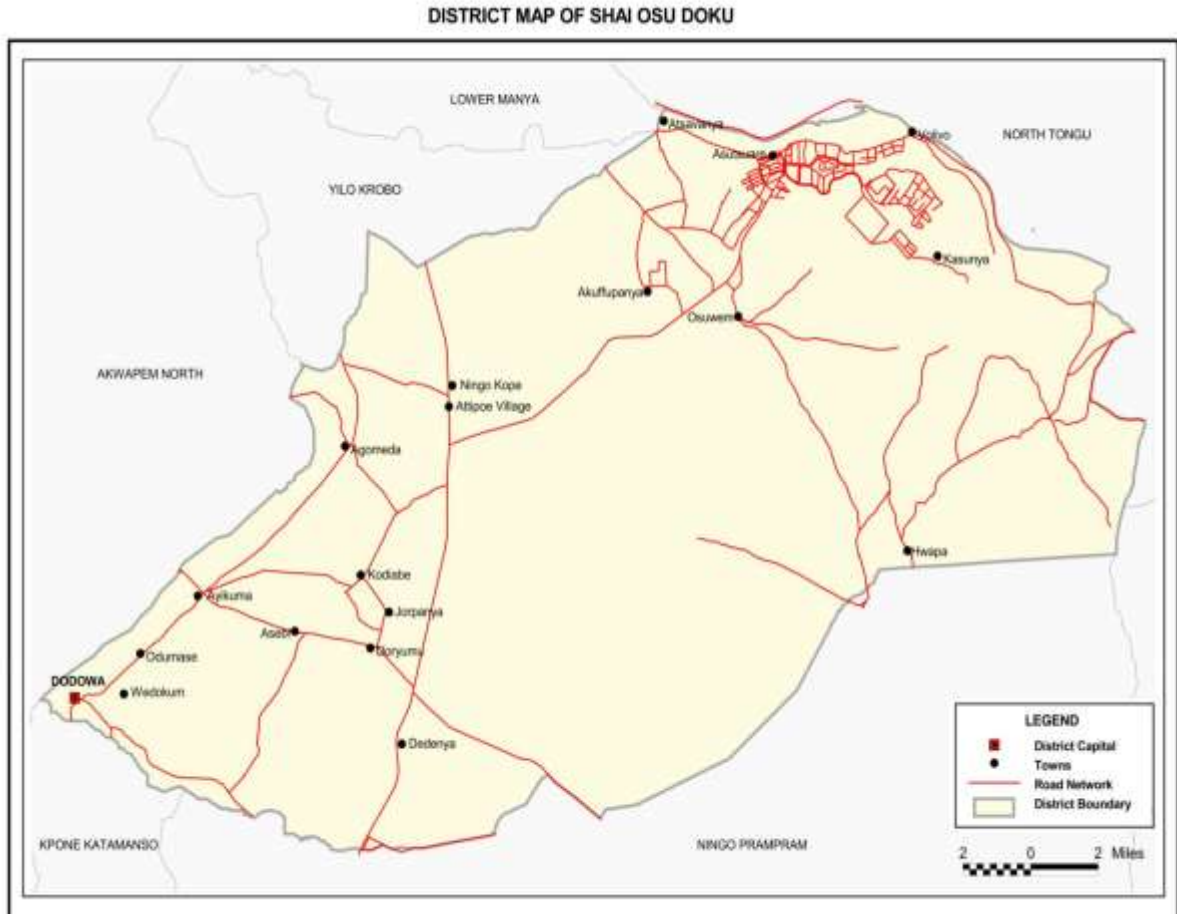 DISTRICT MAP OF SHAI OSU DOKU
LOWER MANYA
NORTH TONGU
Atsavanya
Volivo
Asutsuare
YILO KROBO
Kasunya
Akuffupanya
Osuwem
AKWAPEM NORTH
Ningo Kope
Attipoe Village
Agomeda
Hwapa
Kodiabe
Ayikuma
Jorpanya
Asebi
Doryumu
Odumase
DODOWA
Wedokum
Dedenya
LEGEND
District Capital
Towns
Road Network
District Boundary
KPONE KATAMANSO
NINGO PRAMPRAM
2 0 2 Miles